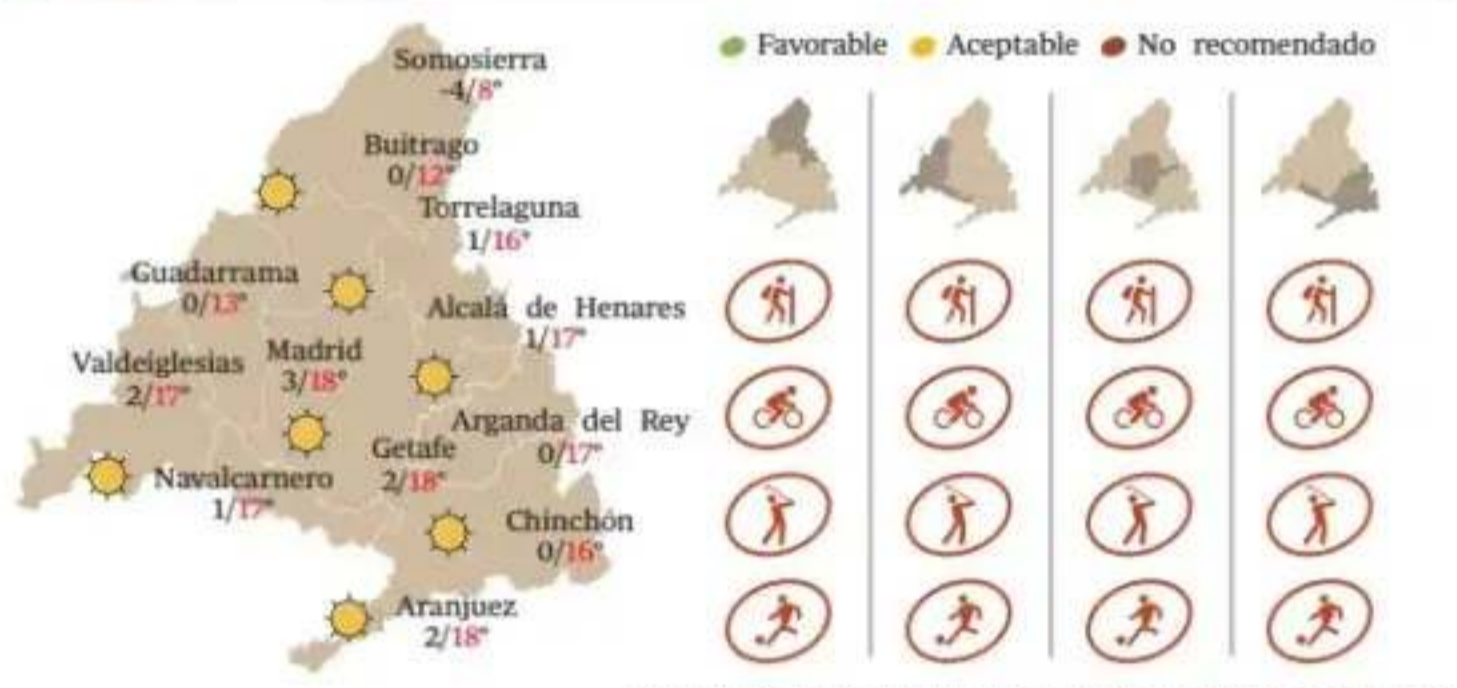 Somosierra
-4/8°
Buitrago
0/12°
Torrelaguna
1/16°
Guadarrama
0/13°
Alcalá de Henares
1/17°
Valdeiglesias
2/17°
Madrid
3/18°
Arganda del Rey
0/17°
Getafe
2/18°
Navalcarnero
1/17°
Chinchón
0/16°
Aranjuez
2/18°
Favorable Aceptable No recomendado